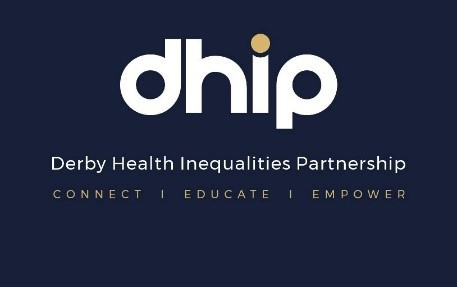 dhip
Derby Health Inequalities Partnership
CONNECT I EDUCATE I EMPOWER